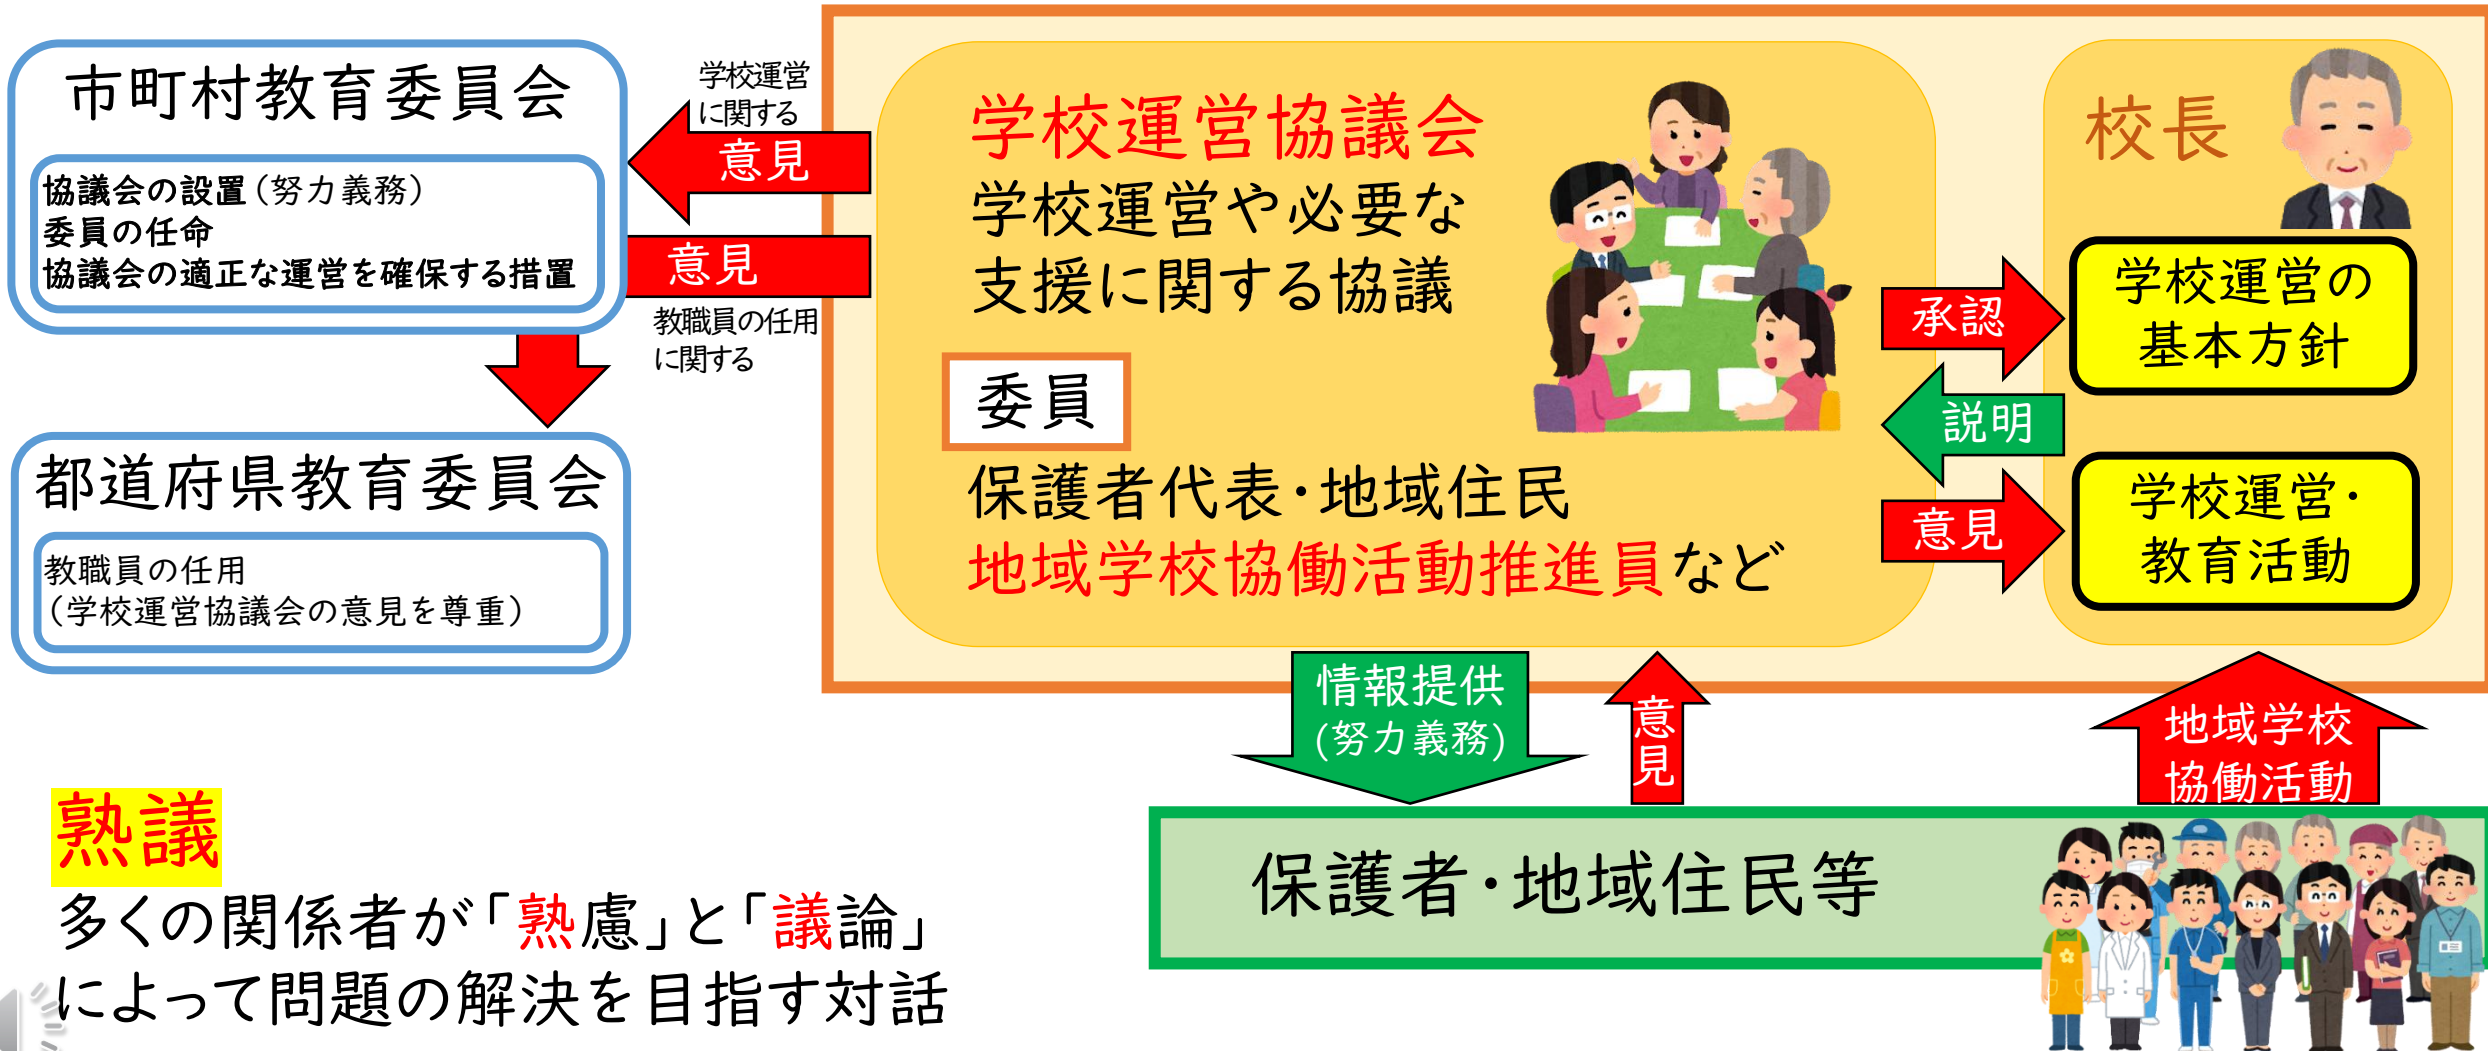 市町村教育委員会
協議会の設置(努力義務)
委員の任命
協議会の適正な運営を確保する措置
学校運営
に関する
意見
意見
教職員の任用
に関する
都道府県教育委員会
教職員の任用
(学校運営協議会の意見を尊重)
学校運営協議会
学校運営や必要な
支援に関する協議
委員
保護者代表・地域住民
地域学校協働活動推進員など
承認
説明
意見
校長
学校運営の
基本方針
学校運営・
教育活動
情報提供
(努力義務)
意見
地域学校
協働活動
保護者・地域住民等
熟議
多くの関係者が「熟慮」と「議論」
によって問題の解決を目指す対話